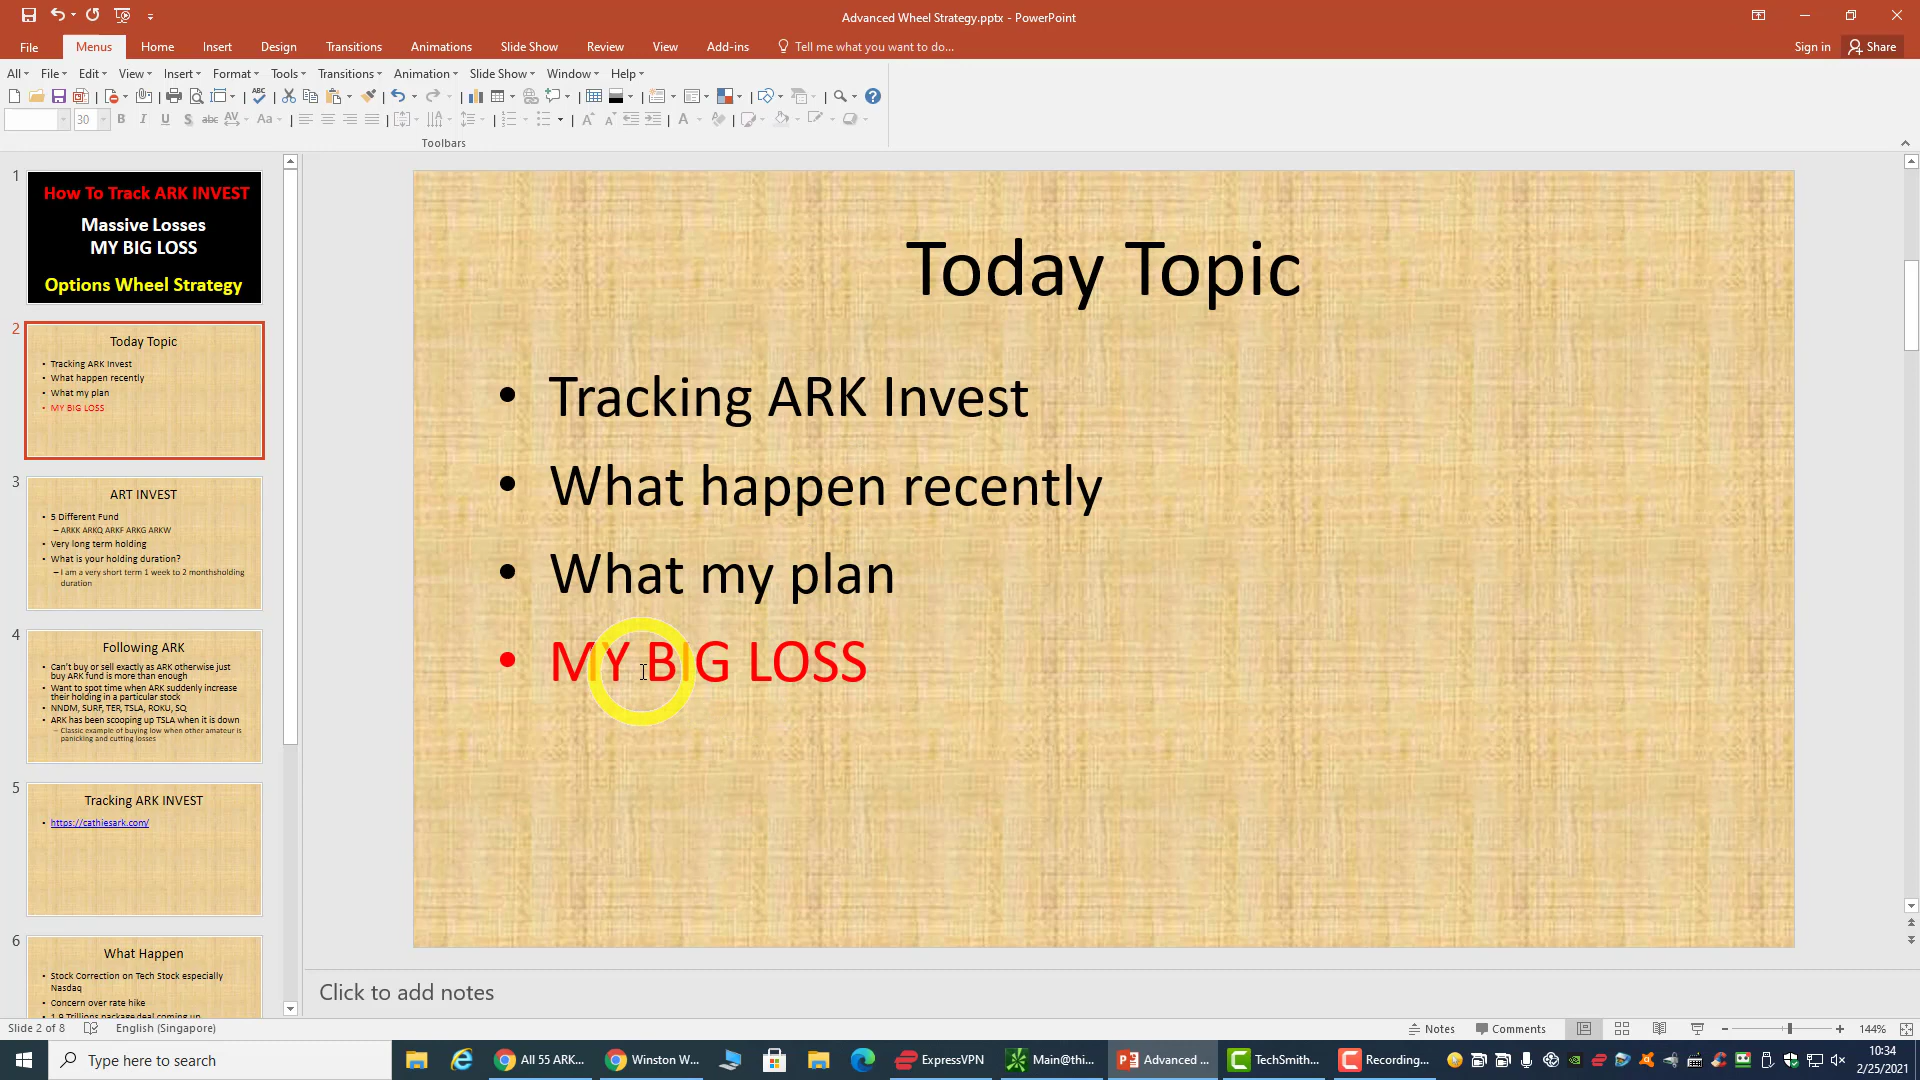 Advanced Wheel Strategy.pptx - PowerPoint
File Menus Home Insert Design Transitions Animations Slide Show Review View Add-ins Tell me what you want to do... Sign in Share
All File Edit View Insert Format Tools Transitions Animation Slide Show Window Help
30
Toolbars
1
How To Track ARK INVEST
Massive Losses
MY BIG LOSS
Options Wheel Strategy
2
Today Topic
• Tracking ARK Invest
• What happen recently
• What my plan
• MY BIG LOSS
3
ART INVEST
• 5 Different Fund
– ARKK ARKQ ARKF ARKG ARKW
• Very long term holding
• What is your holding duration?
– I am a very short term 1 week to 2 monthsholding
duration
4
Following ARK
• Can't buy or sell exactly as ARK otherwise just
buy ARK fund is more than enough
• Want to spot time when ARK suddenly increase
their holding in a particular stock
• NNDM, SURF, TER, TSLA, ROKU, SQ
• ARK has been scooping up TSLA when it is down
– Classic example of buying low when other amateur is
panicking and cutting losses
5
Tracking ARK INVEST
• https://cathiesark.com/
6
What Happen
• Stock Correction on Tech Stock especially
Nasdaq
• Concern over rate hike
• 1.9 Trillions package deal coming up
Today Topic
• Tracking ARK Invest
• What happen recently
• What my plan
• MY BIG LOSS
Click to add notes
Slide 2 of 8 English (Singapore) Notes Comments 144%
Type here to search All 55 ARK... Winston W... ExpressVPN Main@thi... Advanced ... TechSmith... Recording... 10:34
2/25/2021